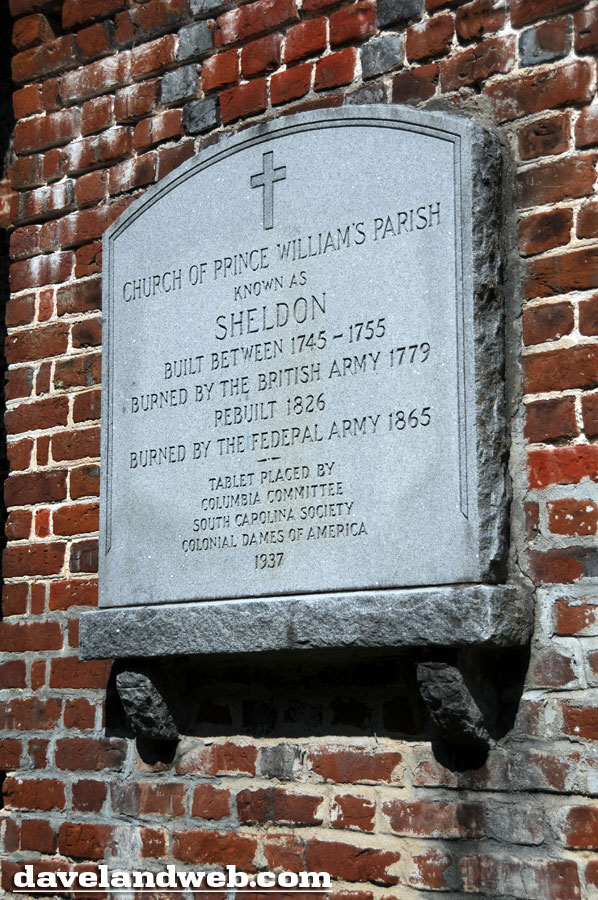 CHURCH OF PRINCE WILLIAM'S PARISH
KNOWN AS
SHELDON
BUILT BETWEEN 1745 – 1755
BURNED BY THE BRITISH ARMY 1779
REBUILT 1826
BURNED BY THE FEDERAL ARMY 1865
TABLET PLACED BY
COLUMBIA COMMITTEE
SOUTH CAROLINA SOCIETY
COLONIAL DAMES OF AMERICA
1937
davelandweb.com